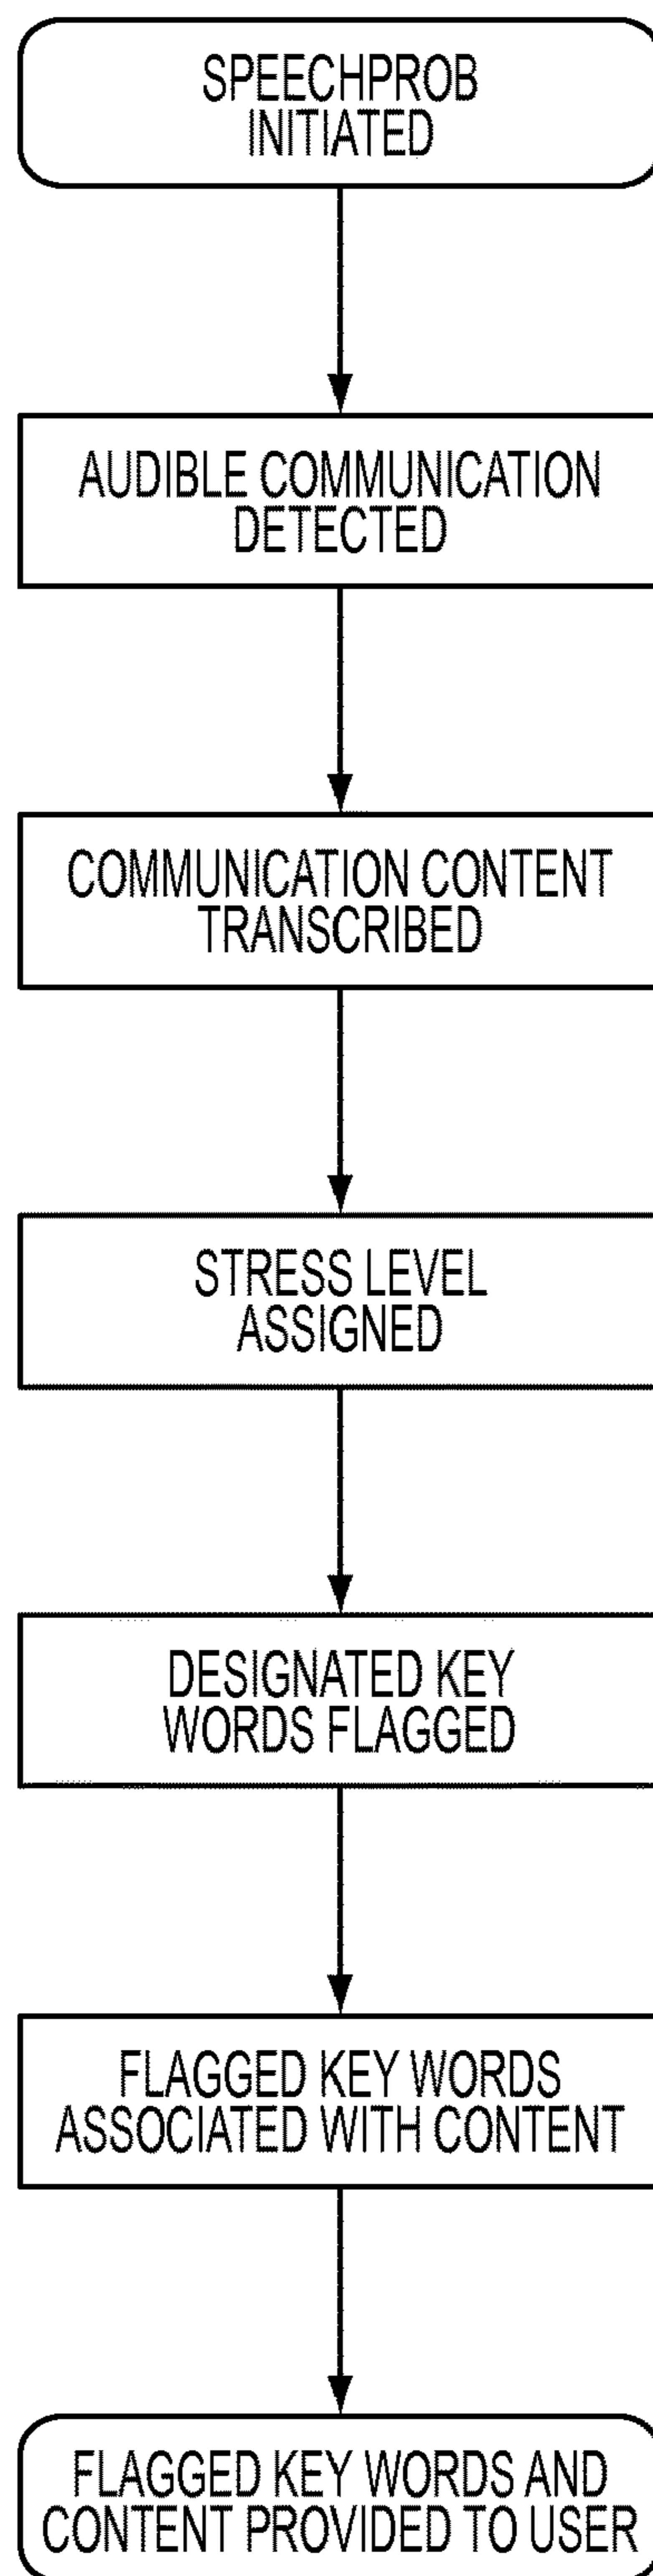 SPEECHPROB
INITIATED
AUDIBLE COMMUNICATION
DETECTED
COMMUNICATION CONTENT
TRANSCRIBED
STRESS LEVEL
ASSIGNED
DESIGNATED KEY
WORDS FLAGGED
FLAGGED KEY WORDS
ASSOCIATED WITH CONTENT
FLAGGED KEY WORDS AND
CONTENT PROVIDED TO USER